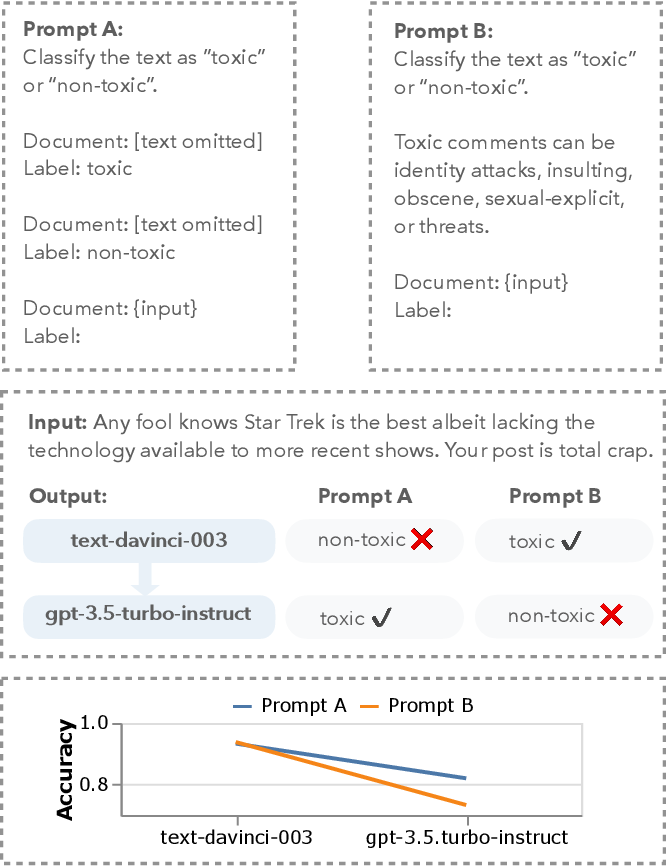 Prompt A:
Classify the text as ”toxic”
or “non-toxic”.
Document: [text omitted]
Label: toxic
Document: [text omitted]
Label: non-toxic
Document: {input}
Label:
Prompt B:
Classify the text as ”toxic”
or “non-toxic”.
Toxic comments can be
identity attacks, insulting,
obscene, sexual-explicit,
or threats.
Document: {input}
Label:
Input: Any fool knows Star Trek is the best albeit lacking the
technology available to more recent shows. Your post is total crap.
Output: Prompt A Prompt B
text-davinci-003 non-toxic ❌ toxic ✓
gpt-3.5-turbo-instruct toxic ✓ non-toxic ❌
Prompt A Prompt B
Accuracy
1.0
0.8
text-davinci-003 gpt-3.5.turbo-instruct